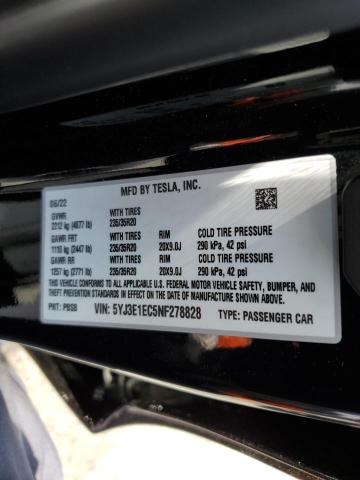 MFD BY TESLA, INC.
06/22
GVWR WITH TIRES
2212 kg (4877 lb) 235/35R20
GAWR FRT WITH TIRES RIM COLD TIRE PRESSURE
1110 kg (2447 lb) 235/35R20 20X9.0J 290 kPa, 42 psi
GAWR RR WITH TIRES RIM COLD TIRE PRESSURE
1257 kg (2771 lb) 235/35R20 20X9.0J 290 kPa, 42 psi
THIS VEHICLE CONFORMS TO ALL APPLICABLE U.S. FEDERAL MOTOR VEHICLE SAFETY, BUMPER, AND
THEFT PREVENTION STANDARDS IN EFFECT ON THE DATE OF MANUFACTURE SHOWN ABOVE.
PNT: PBSB VIN: 5YJ3E1EC5NF278828 TYPE: PASSENGER CAR